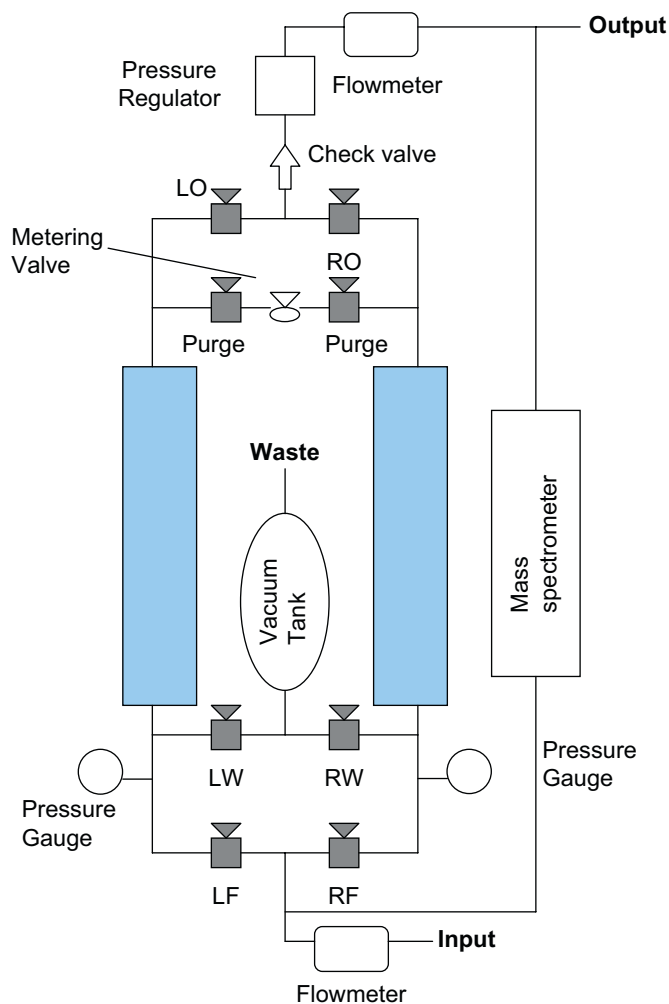 Output
Pressure
Regulator
Flowmeter
Check valve
LO
Metering
Valve
RO
Purge
Purge
Waste
Vacuum
Tank
Mass
spectrometer
LW
RW
Pressure
Gauge
Pressure
Gauge
LF
RF
Input
Flowmeter